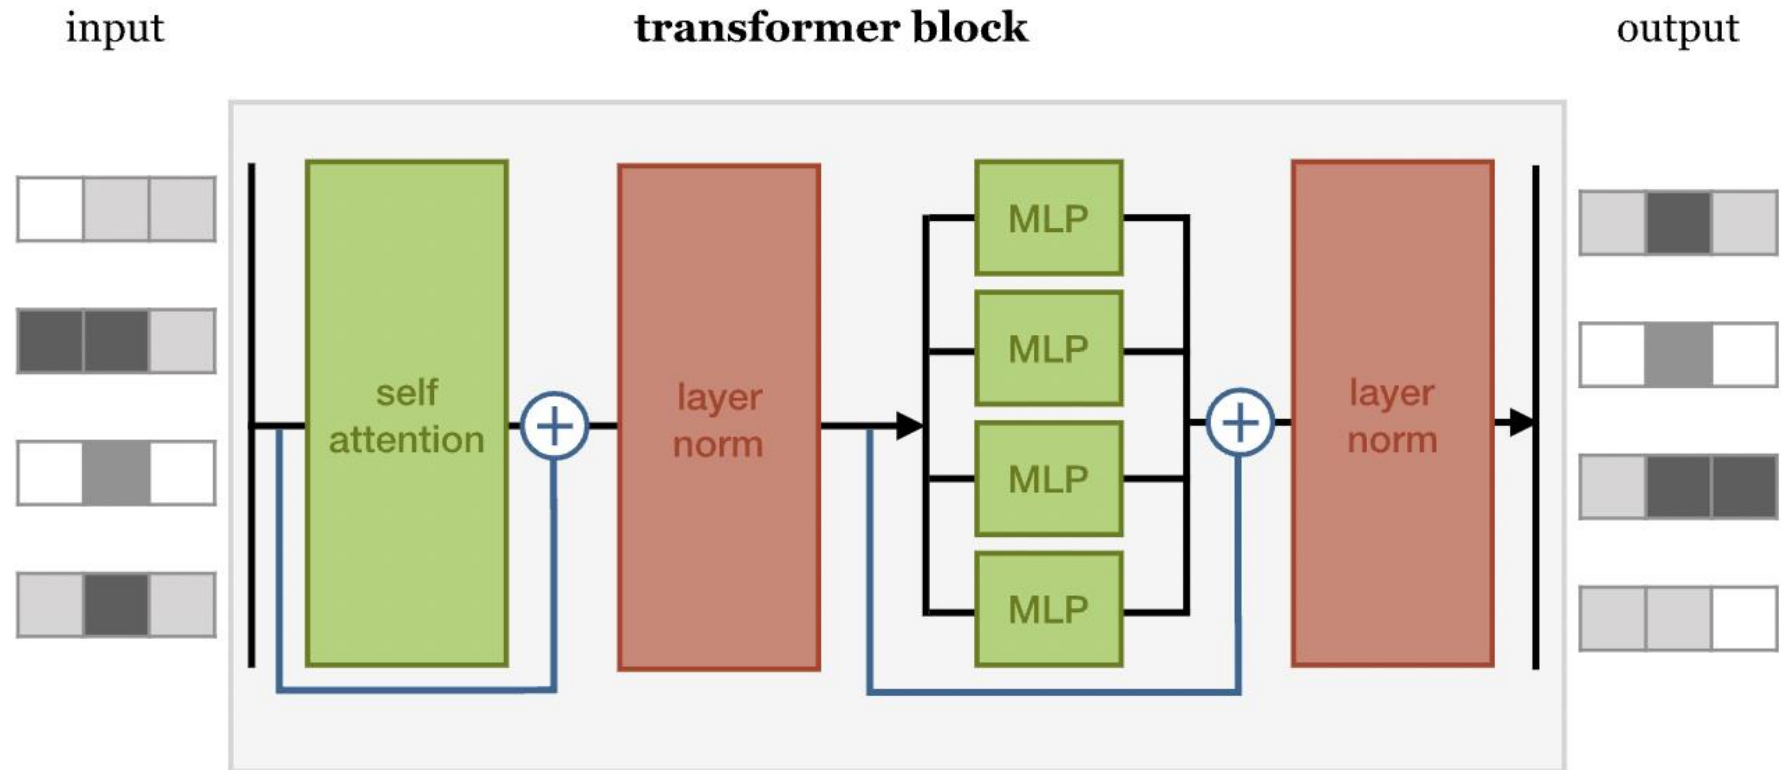 input
transformer block
output
self
attention
layer
norm
MLP
MLP
MLP
MLP
layer
norm